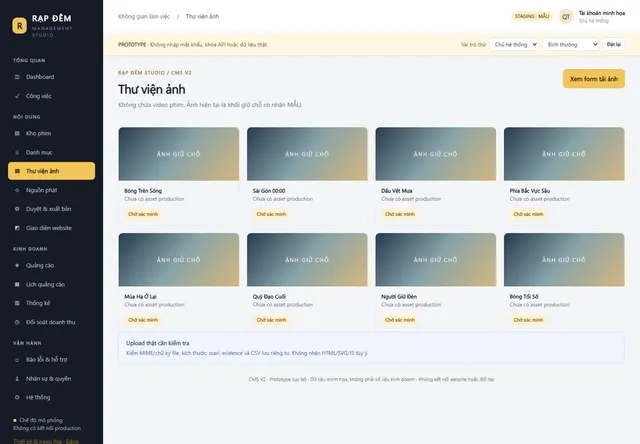 R
RẠP ĐÊM
MANAGEMENT
STUDIO
TỔNG QUAN
Dashboard
Công việc
NỘI DUNG
Kho phim
Danh mục
Thư viện ảnh
Nguồn phát
Duyệt & xuất bản
Giao diện website
KINH DOANH
Quảng cáo
Lịch quảng cáo
Thống kê
Đối soát doanh thu
VẬN HÀNH
Báo lỗi & hỗ trợ
Nhân sự & quyền
Hệ thống
Chế độ mô phỏng
Không có kết nối production
Không gian làm việc / Thư viện ảnh
STAGING · MẪU
QT
Tài khoản minh họa
Chủ hệ thống
PROTOTYPE · Không nhập mật khẩu, khóa API hoặc dữ liệu thật.
Vai trò thử
Chủ hệ thống
Bình thường
Đặt lại
RẠP ĐÊM STUDIO / CMS V2
Thư viện ảnh
Không chứa video phim. Ảnh hiện tại là khối giữ chỗ có nhãn MẪU.
Xem form tải ảnh
ẢNH GIỮ CHỖ
ẢNH GIỮ CHỖ
ẢNH GIỮ CHỖ
ẢNH GIỮ CHỖ
Bóng Trên Sông
Chưa có asset production
Chờ xác minh
Sài Gòn 00:00
Chưa có asset production
Chờ xác minh
Dấu Vết Mưa
Chưa có asset production
Chờ xác minh
Phía Bắc Vực Sâu
Chưa có asset production
Chờ xác minh
ẢNH GIỮ CHỖ
ẢNH GIỮ CHỖ
ẢNH GIỮ CHỖ
ẢNH GIỮ CHỖ
Mùa Hạ Ở Lại
Chưa có asset production
Chờ xác minh
Quỹ Đạo Cuối
Chưa có asset production
Chờ xác minh
Người Giữ Đèn
Chưa có asset production
Chờ xác minh
Bóng Tối Số
Chưa có asset production
Chờ xác minh
Upload thật cần kiểm tra
Kiểm MIME/chữ ký file, kích thước, scan; evidence và CSV lưu riêng tư. Không nhận HTML/SVG/JS tùy ý.
CMS V2 · Prototype cục bộ · Dữ liệu minh họa, không phải số liệu kinh doanh · Không kết nối website hoặc đối tác